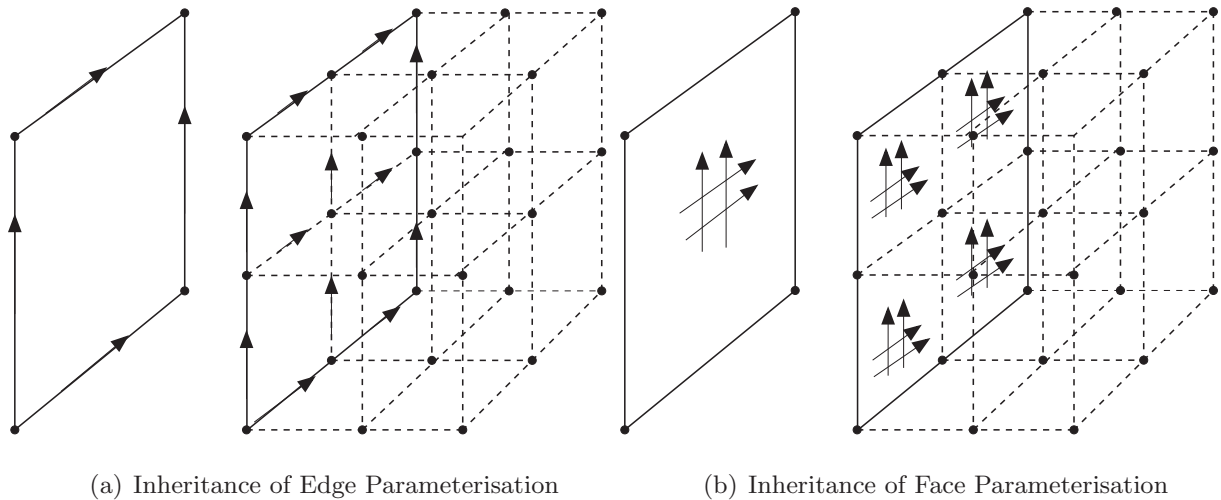 (a) Inheritance of Edge Parameterisation
(b) Inheritance of Face Parameterisation